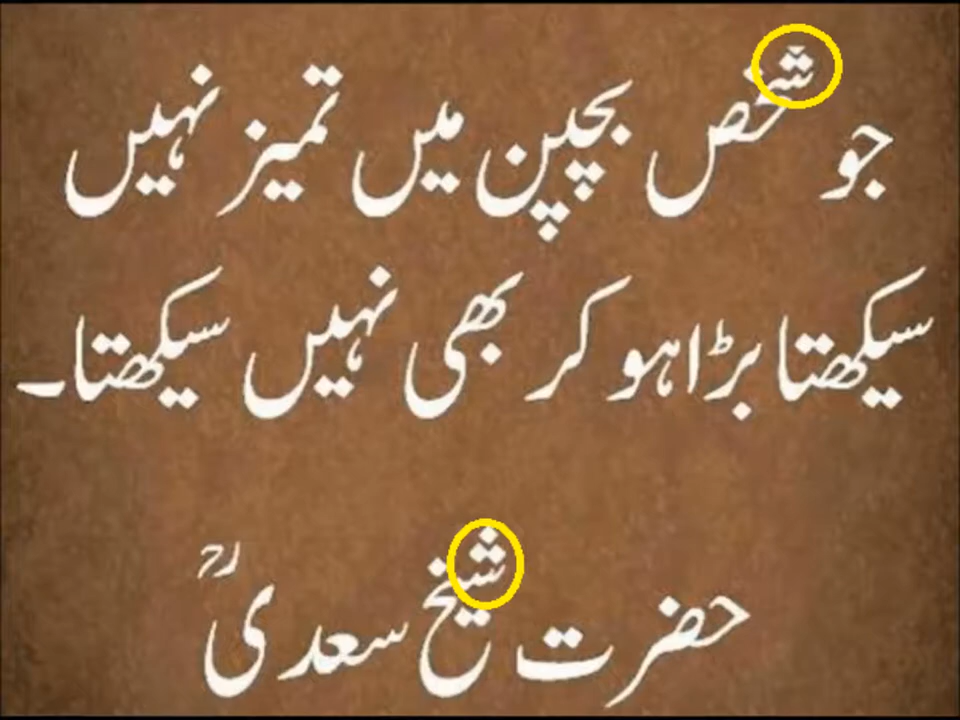 جو شخص بچپن میں تمیز نہیں
سیکھتا بڑا ہو کر بھی نہیں سیکھتا۔
حضرت شیخ سعدیؒ